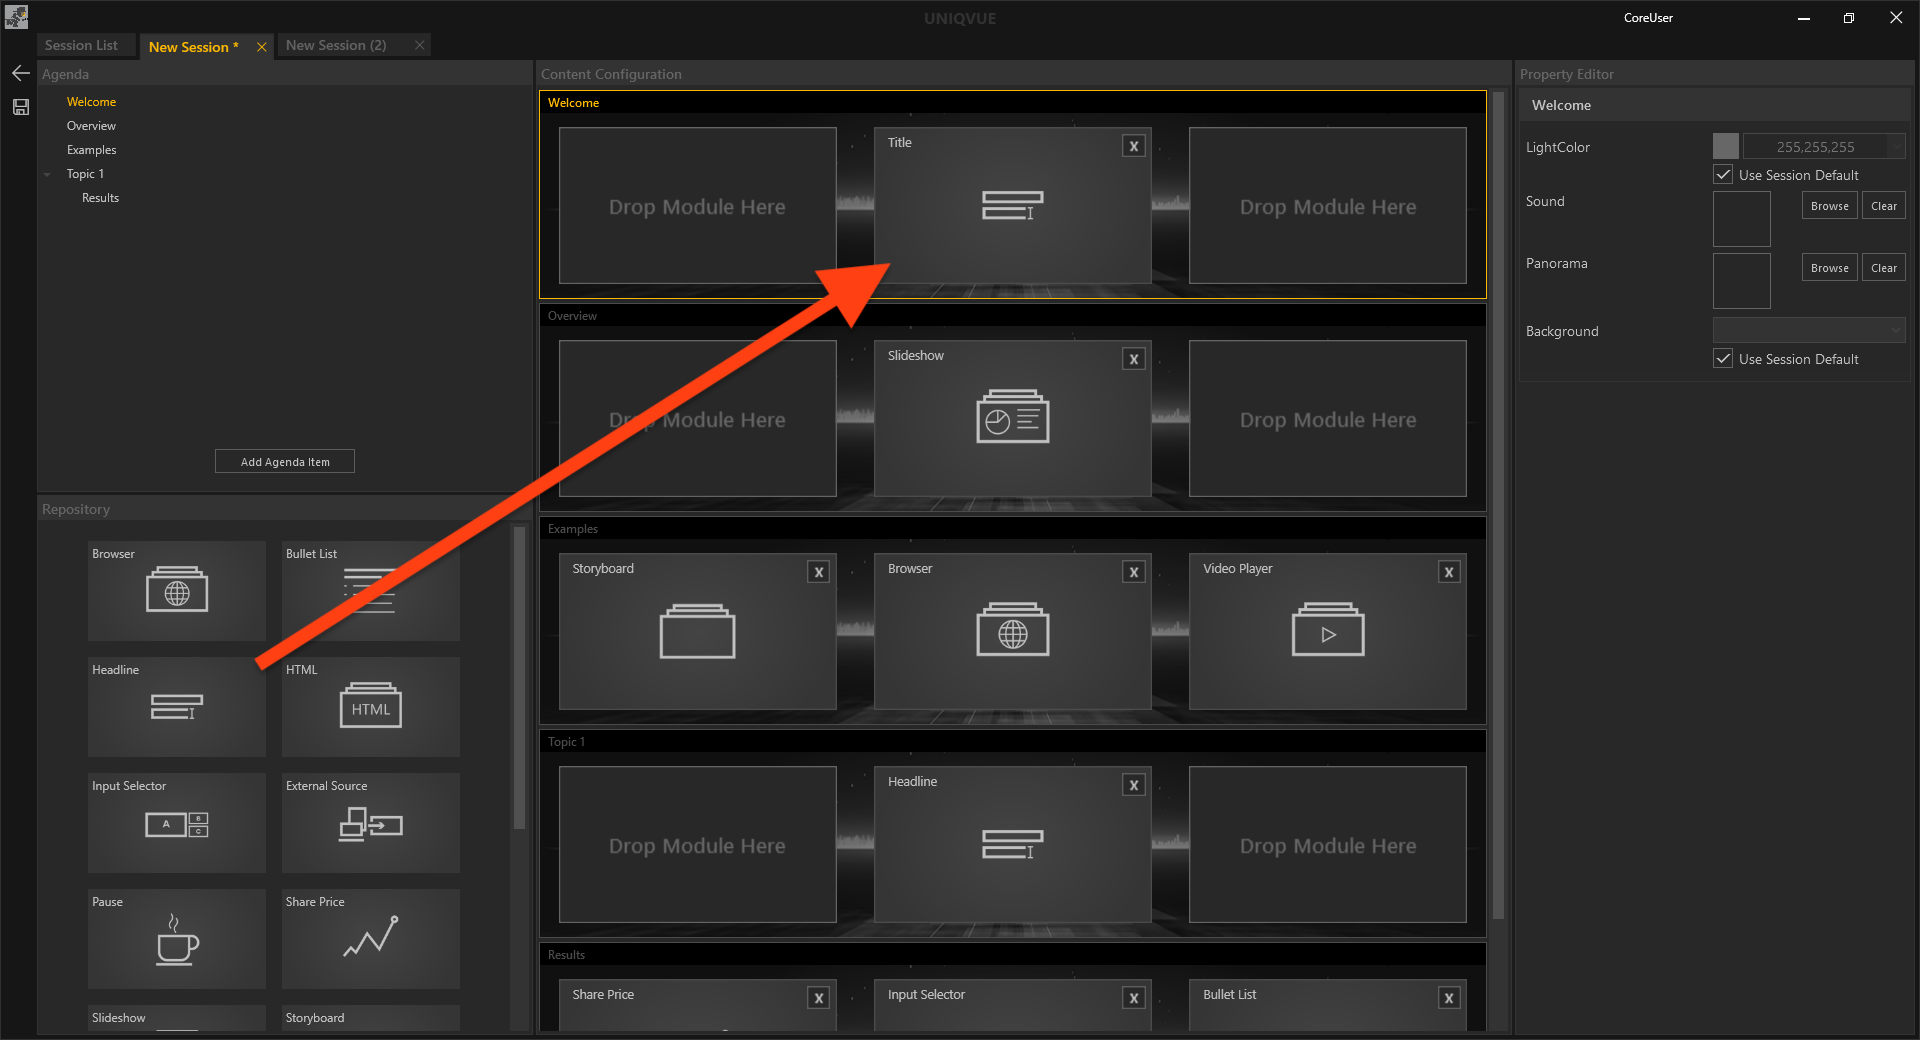 UNIQVUE
CoreUser
Session List
New Session *
New Session (2)
Agenda
Welcome
Overview
Examples
Topic 1
Results
Add Agenda Item
Repository
Browser
Bullet List
Headline
HTML
HTML
Input Selector
A
B
C
External Source
Pause
Share Price
Slideshow
Storyboard
Content Configuration
Welcome
Drop Module Here
Title
X
Drop Module Here
Overview
Drop Module Here
Slideshow
X
Drop Module Here
Examples
Storyboard
X
Browser
X
Video Player
X
Topic 1
Drop Module Here
Headline
X
Drop Module Here
Results
Share Price
X
Input Selector
X
Bullet List
X
Property Editor
Welcome
LightColor
255,255,255
Use Session Default
Sound
Browse
Clear
Panorama
Browse
Clear
Background
Use Session Default